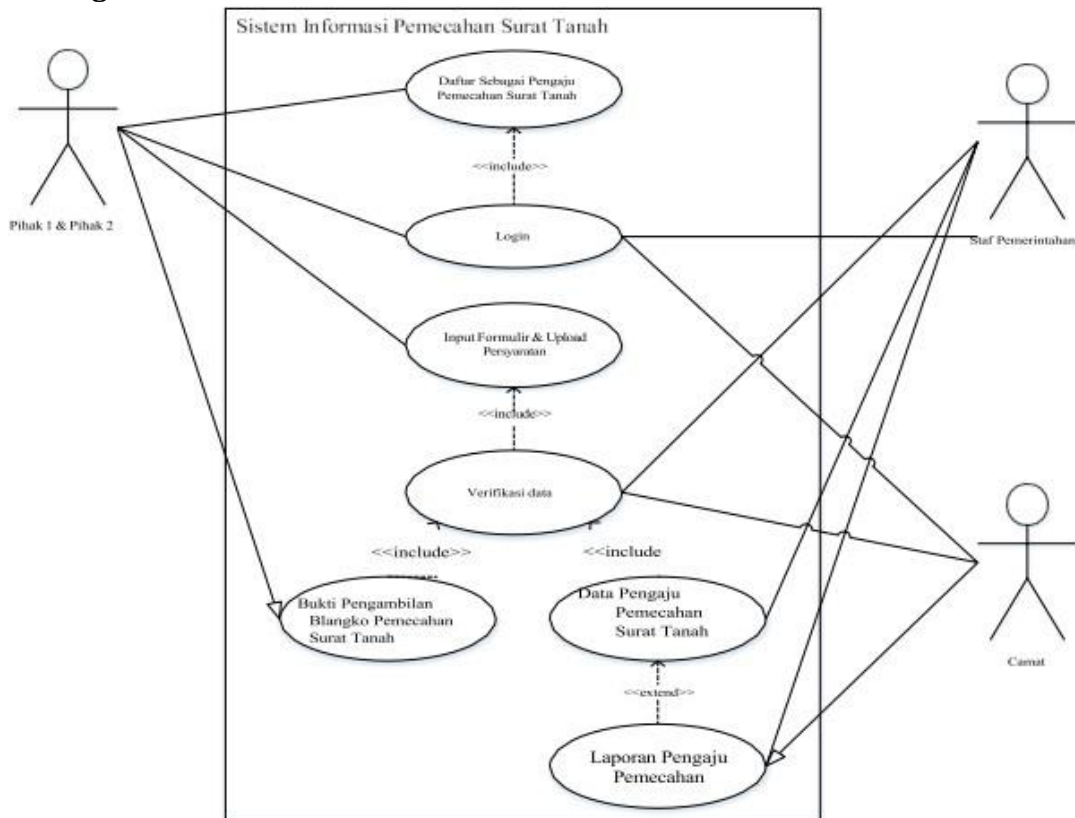 Sistem Informasi Pemecahan Surat Tanah
Daftar Sebagai Pengaju
Pemecahan Surat Tanah
<<include>>
Pihak 1 & Pihak 2
Login
Staf Pemerintahan
Input Formulir & Upload
Persyaratan
<<include>>
Verifikasi data
<<include>>
<<include
Bukti Pengambilan
Blangko Pemecahan
Surat Tanah
Data Pengaju
Pemecahan
Surat Tanah
Camat
<<extend>>
Laporan Pengaju
Pemecahan